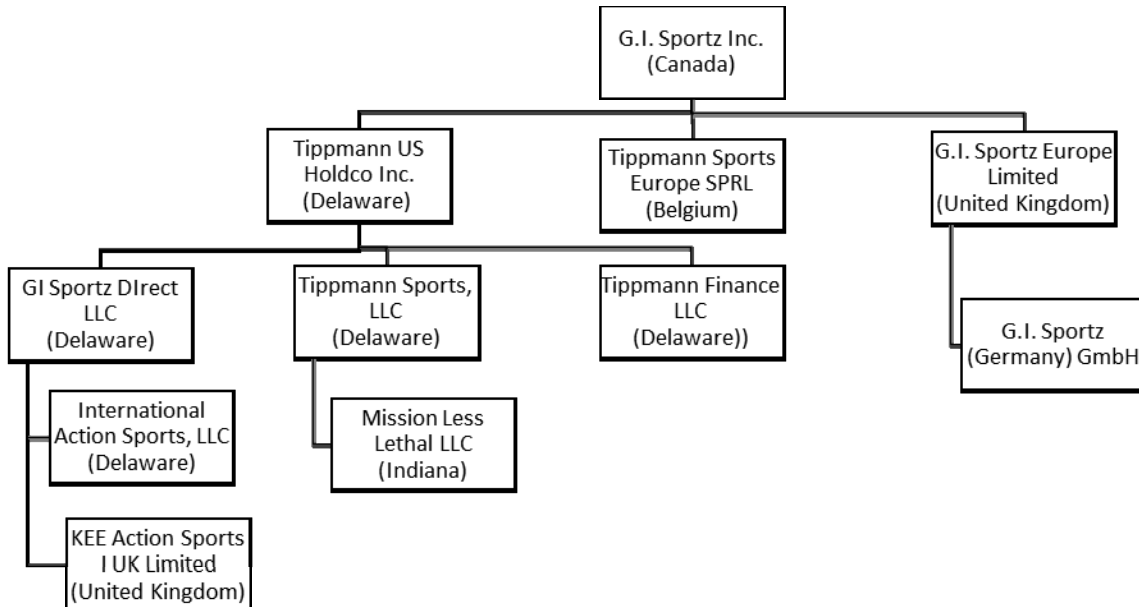 G.I. Sportz Inc.
(Canada)
Tippmann US
Holdco Inc.
(Delaware)
Tippmann Sports
Europe SPRL
(Belgium)
G.I. Sportz Europe
Limited
(United Kingdom)
GI Sportz DIrect
LLC
(Delaware)
Tippmann Sports,
LLC
(Delaware)
Tippmann Finance
LLC
(Delaware))
G.I. Sportz
(Germany) GmbH
International
Action Sports, LLC
(Delaware)
Mission Less
Lethal LLC
(Indiana)
KEE Action Sports
I UK Limited
(United Kingdom)